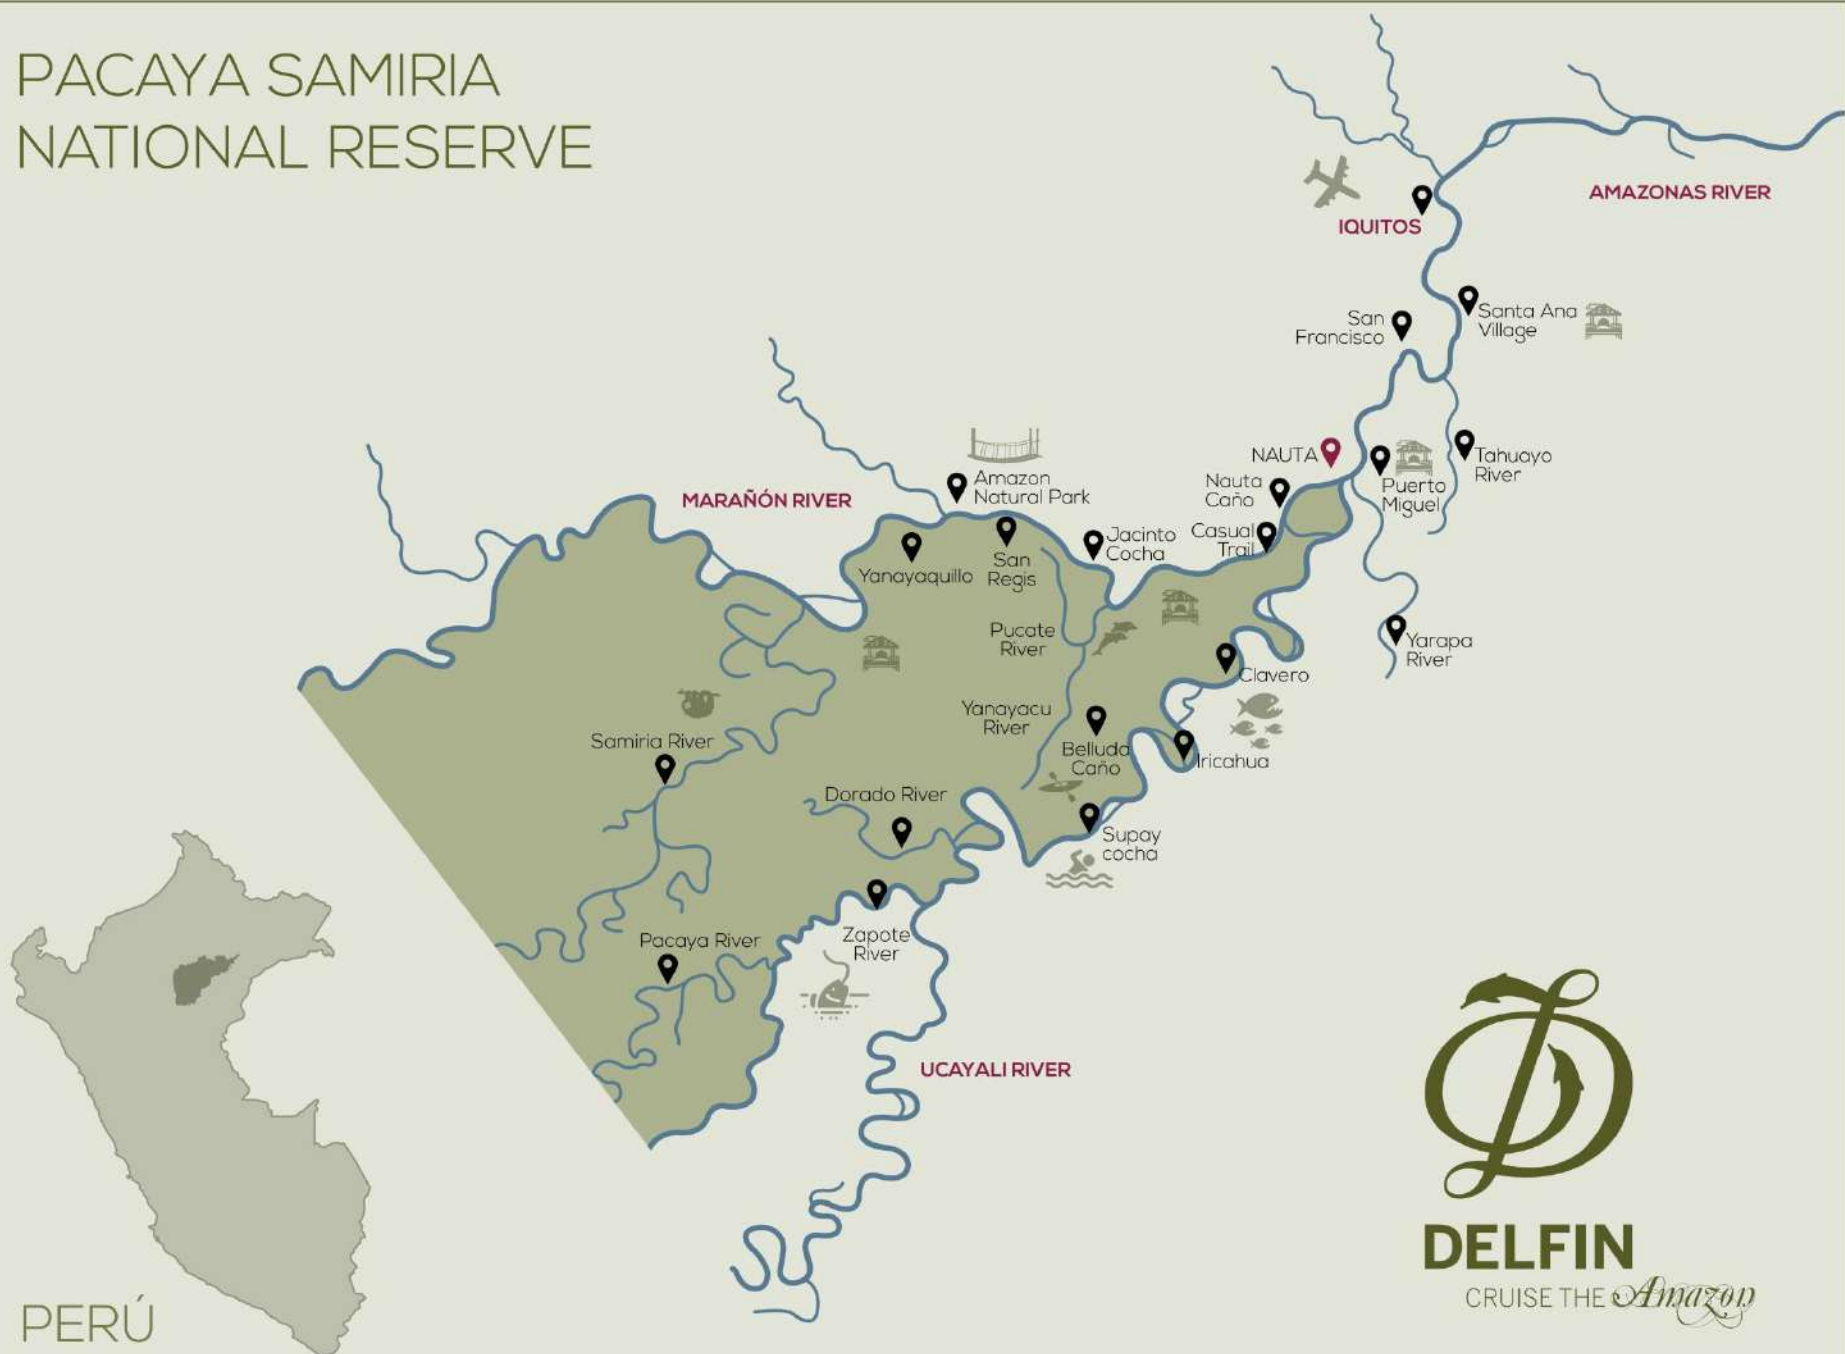 PACAYA SAMIRIA
NATIONAL RESERVE
AMAZONAS RIVER
IQUITOS
Santa Ana
Village
San
Francisco
NAUTA
Tahuayo
River
Puerto
Miguel
Nauta
Caño
Amazon
Natural Park
MARAÑÓN RIVER
Casual
Trail
Jacinto
Cocha
San
Regis
Yanayaquillo
Pucate
River
Yarapa
River
Clavero
Yanayacu
River
Samiria River
Belluda
Caño
Iricahua
Dorado River
Supay
cocha
Pacaya River
Zapote
River
UCAYALI RIVER
DELFIN
CRUISE THE Amazon
PERÚ